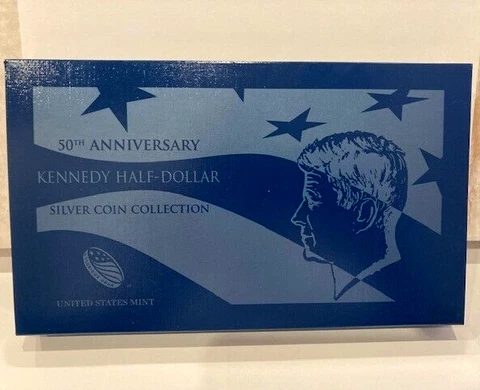 50TH ANNIVERSARY
KENNEDY HALF-DOLLAR
SILVER COIN COLLECTION
UNITED STATES MINT